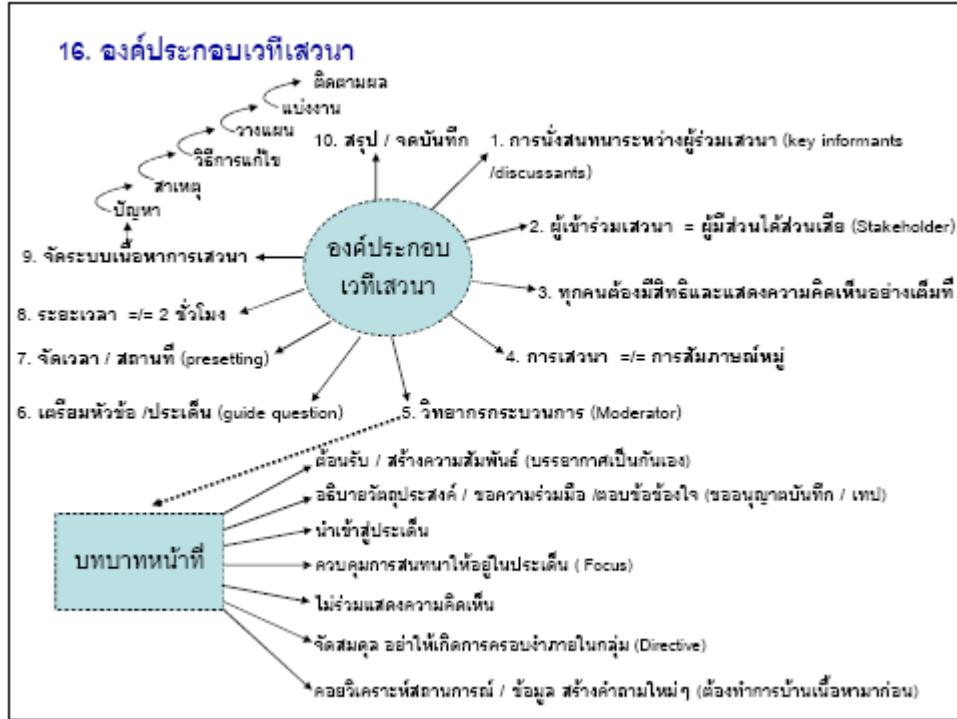 16. องค์ประกอบเวทีเสวนา
ติดตามผล
แบ่งงาน
วางแผน
วิธีการแก้ไข
สาเหตุ
ปัญหา
10. สรุป / จดบันทึก
1. การนั่งสนทนาระหว่างผู้ร่วมเสวนา (key informants
/discussants)
องค์ประกอบ
เวทีเสวนา
2. ผู้เข้าร่วมเสวนา = ผู้มีส่วนได้ส่วนเสีย (Stakeholder)
9. จัดระบบเนื้อหาการเสวนา
3. ทุกคนต้องมีสิทธิและแสดงความคิดเห็นอย่างเต็มที่
8. ระยะเวลา =/= 2 ชั่วโมง
7. จัดเวลา / สถานที่ (presetting)
4. การเสวนา =/= การสัมภาษณ์หมู่
6. เตรียมหัวข้อ /ประเด็น (guide question)
5. วิทยากรกระบวนการ (Moderator)
บทบาทหน้าที่
ต้อนรับ / สร้างความสัมพันธ์ (บรรยากาศเป็นกันเอง)
อธิบายวัตถุประสงค์ / ขอความร่วมมือ /ตอบข้อข้องใจ (ขออนุญาตบันทึก / เทป)
นำเข้าสู่ประเด็น
ควบคุมการสนทนาให้อยู่ในประเด็น ( Focus)
ไม่ร่วมแสดงความคิดเห็น
จัดสมดุล อย่าให้เกิดการครอบงำภายในกลุ่ม (Directive)
คอยวิเคราะห์สถานการณ์ / ข้อมูล สร้างคำถามใหม่ๆ (ต้องทำการบ้านเนื้อหามาก่อน)